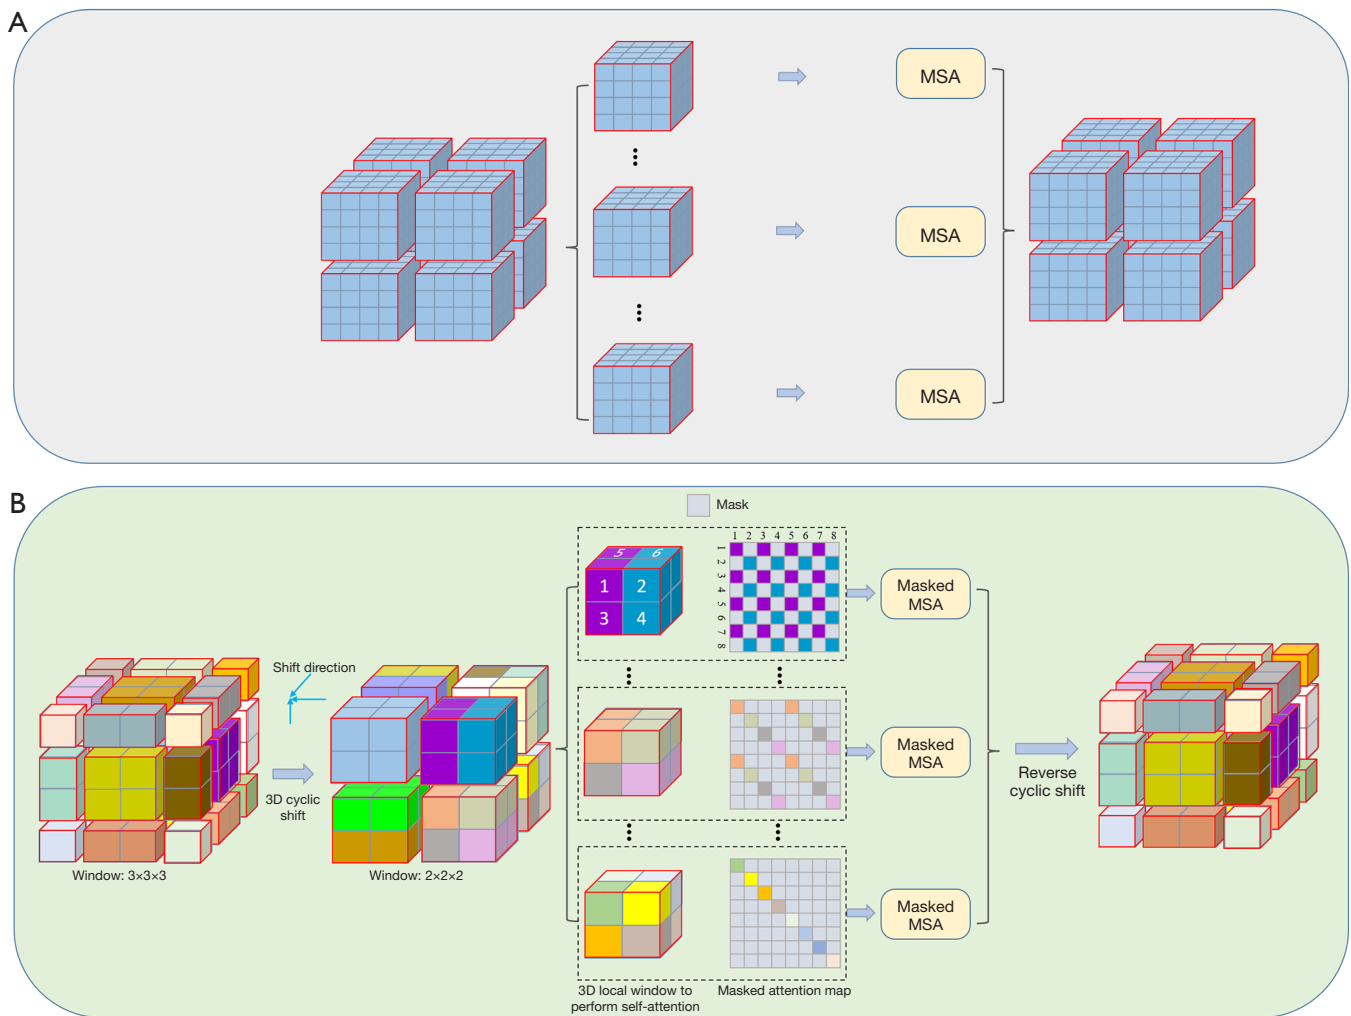 A
MSA
MSA
MSA
B
Mask
1 2 3 4 5 6 7 8
1
2
3
4
5
6
7
8
5 6
1 2
3 4
Masked
MSA
Shift direction
3D cyclic
shift
Masked
MSA
Reverse
cyclic shift
Window: 3×3×3
Window: 2×2×2
Masked
MSA
3D local window to
perform self-attention
Masked attention map